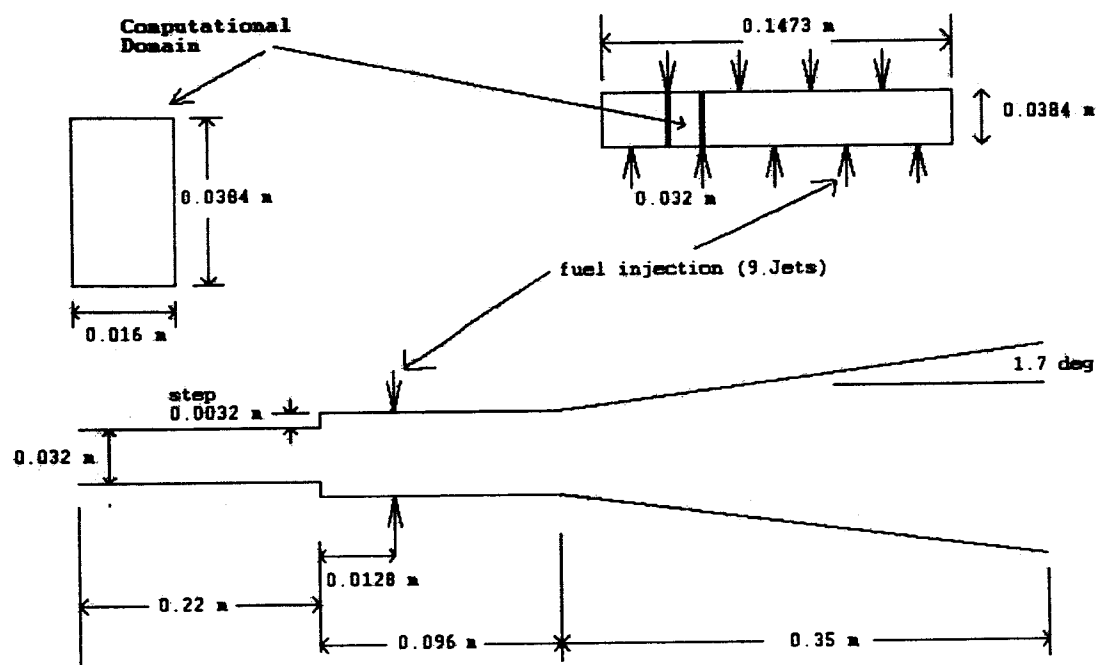 Computational
Domain
0.1473 m
0.0384 m
0.0384 m
0.032 m
fuel injection (9 Jets)
0.016 m
1.7 deg
step
0.0032 m
0.032 m
0.0128 m
0.22 m
0.096 m
0.35 m